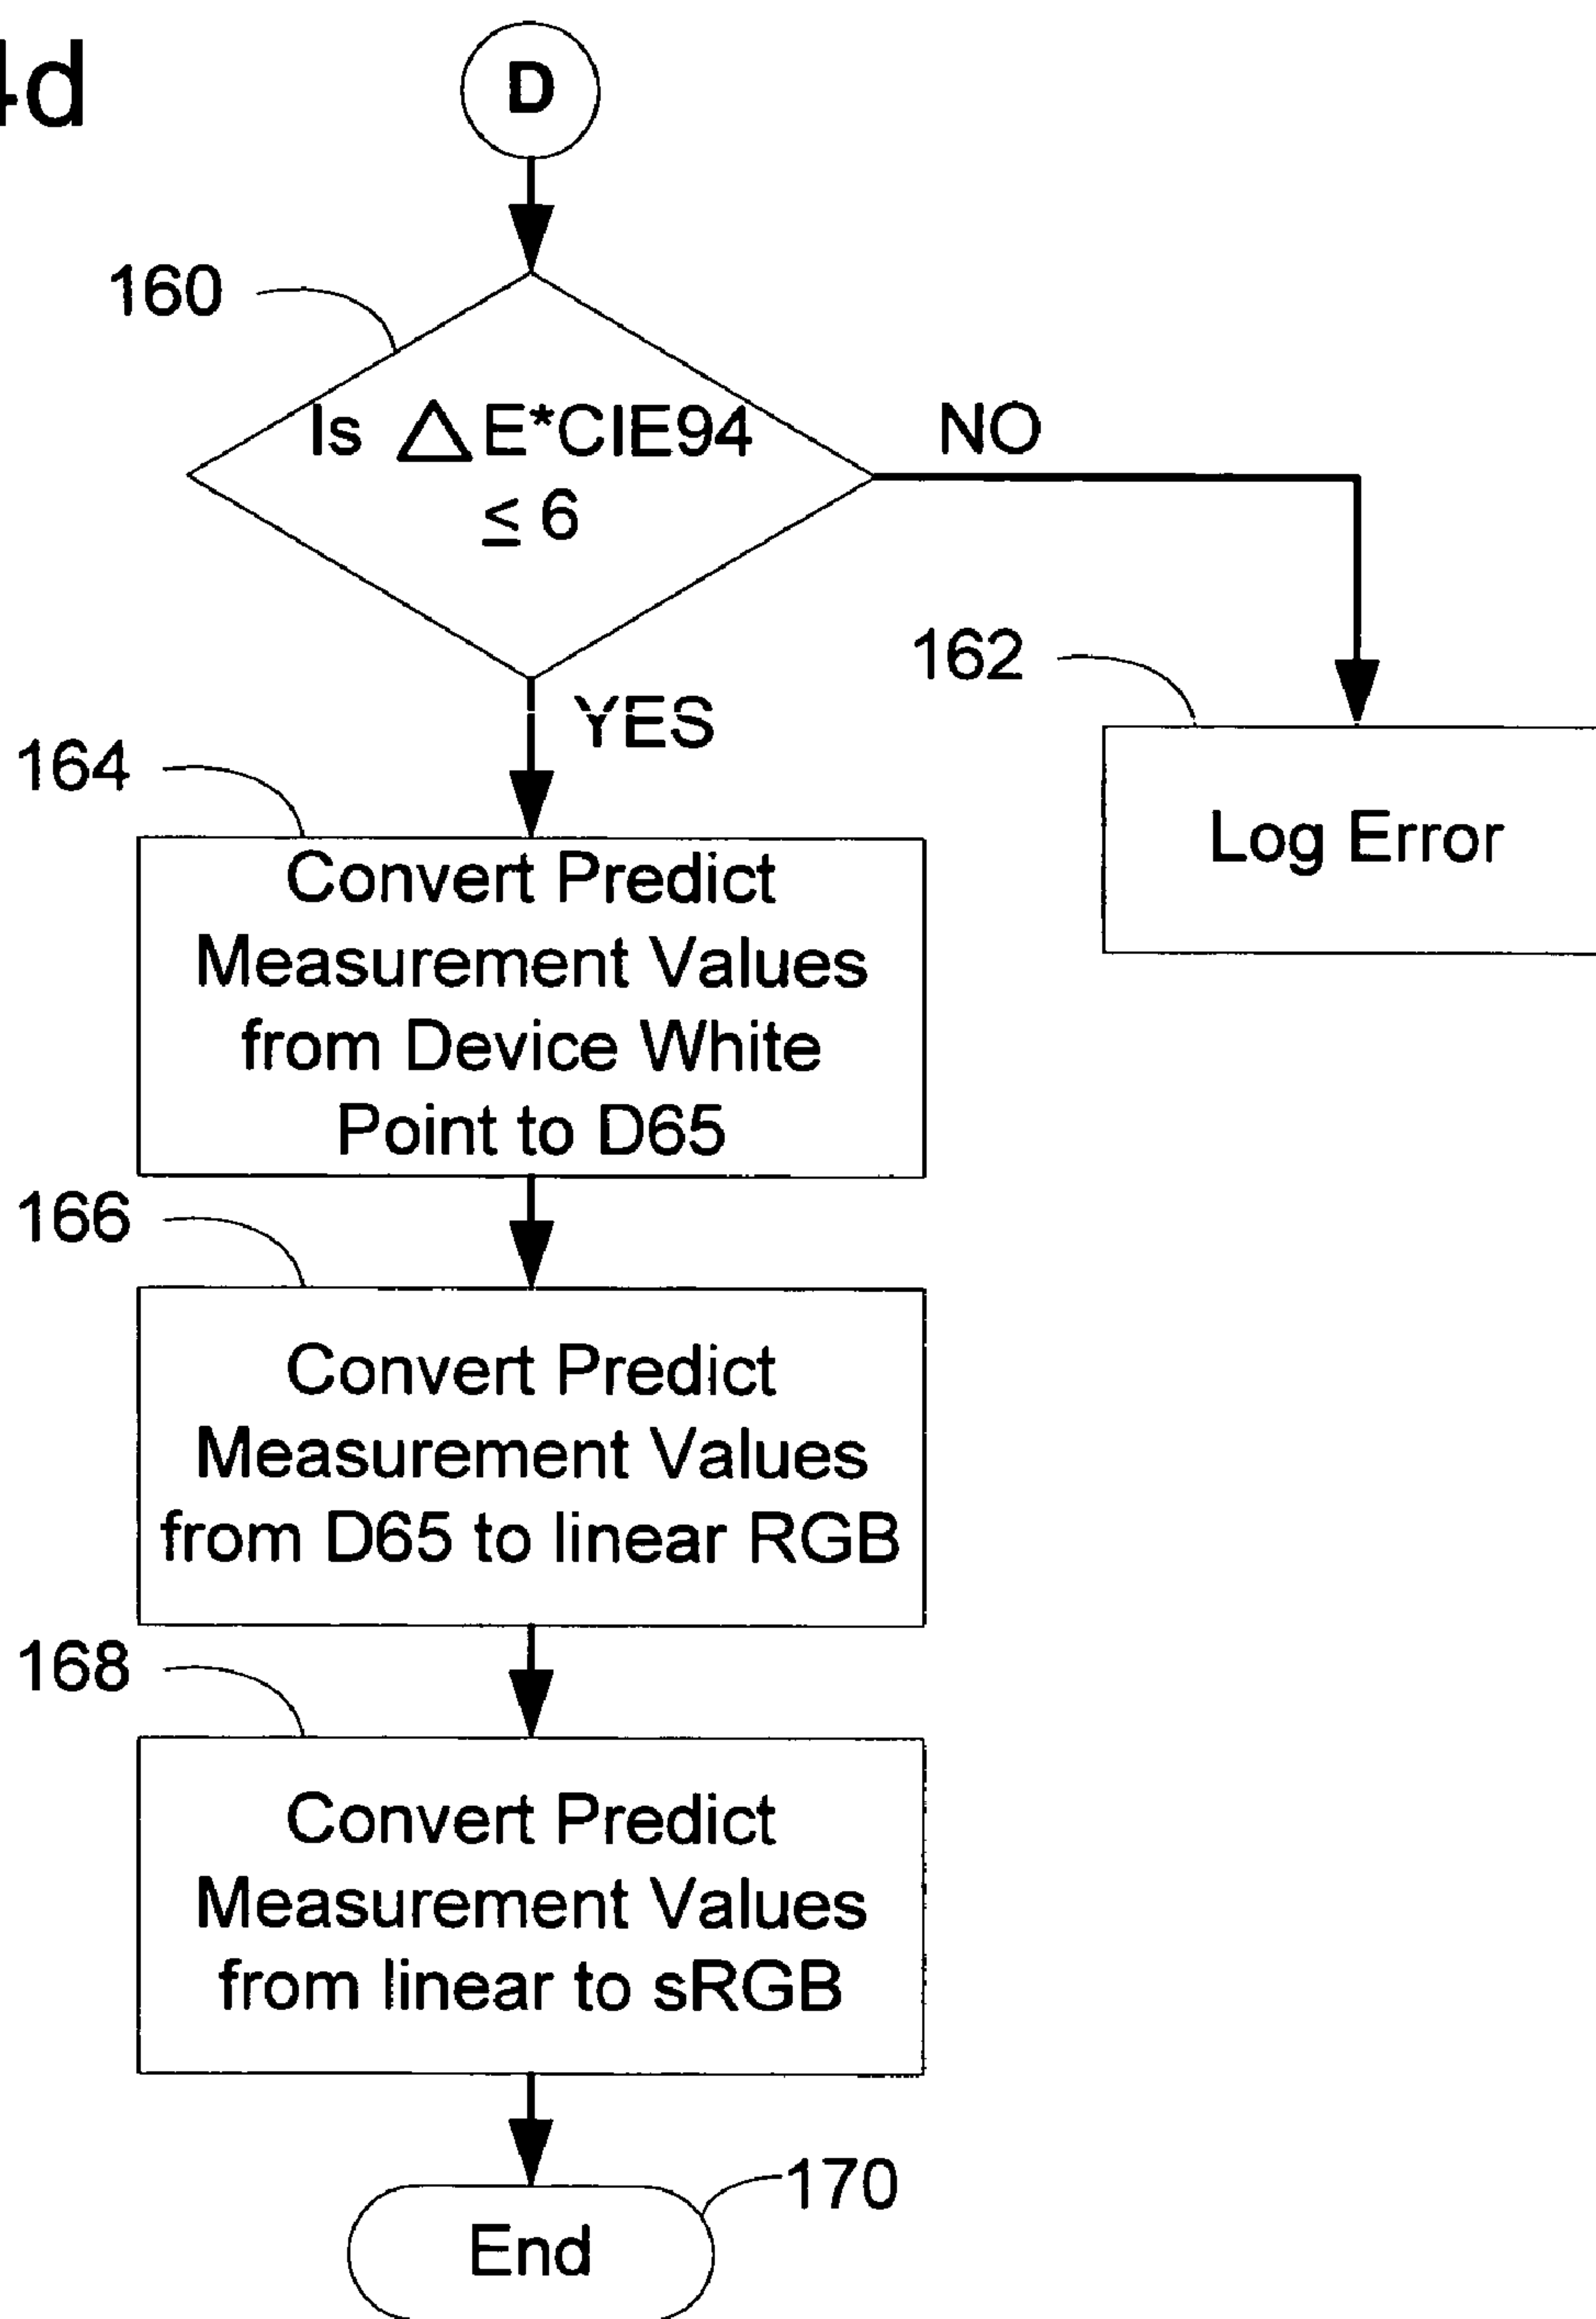 4d
D
160
Is △E*CIE94
≤ 6
NO
YES
162
Log Error
164
Convert Predict
Measurement Values
from Device White
Point to D65
166
Convert Predict
Measurement Values
from D65 to linear RGB
168
Convert Predict
Measurement Values
from linear to sRGB
170
End